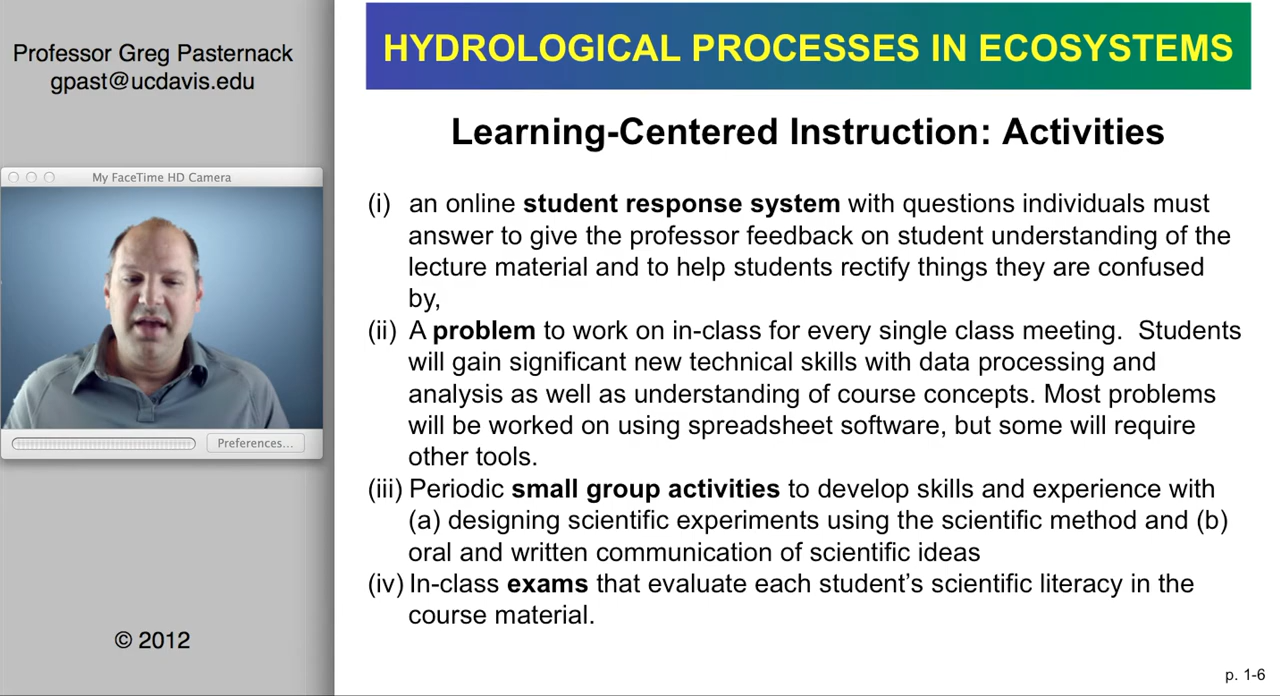 Professor Greg Pasternack
gpast@ucdavis.edu
My FaceTime HD Camera
Preferences...
© 2012
HYDROLOGICAL PROCESSES IN ECOSYSTEMS
Learning-Centered Instruction: Activities
(i) an online student response system with questions individuals must
answer to give the professor feedback on student understanding of the
lecture material and to help students rectify things they are confused
by,
(ii) A problem to work on in-class for every single class meeting. Students
will gain significant new technical skills with data processing and
analysis as well as understanding of course concepts. Most problems
will be worked on using spreadsheet software, but some will require
other tools.
(iii) Periodic small group activities to develop skills and experience with
(a) designing scientific experiments using the scientific method and (b)
oral and written communication of scientific ideas
(iv) In-class exams that evaluate each student’s scientific literacy in the
course material.
p. 1-6